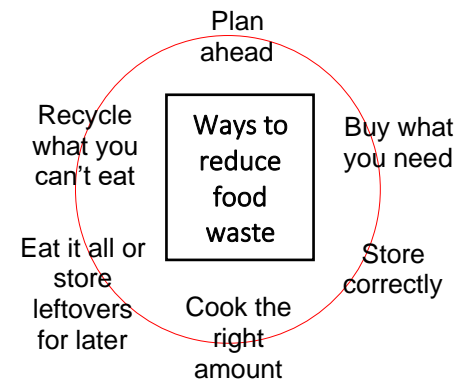 Plan
ahead
Ways to
reduce
food
waste
Buy what
you need
Store
correctly
Cook the
right
amount
Eat it all or
store
leftovers
for later
Recycle
what you
can't eat